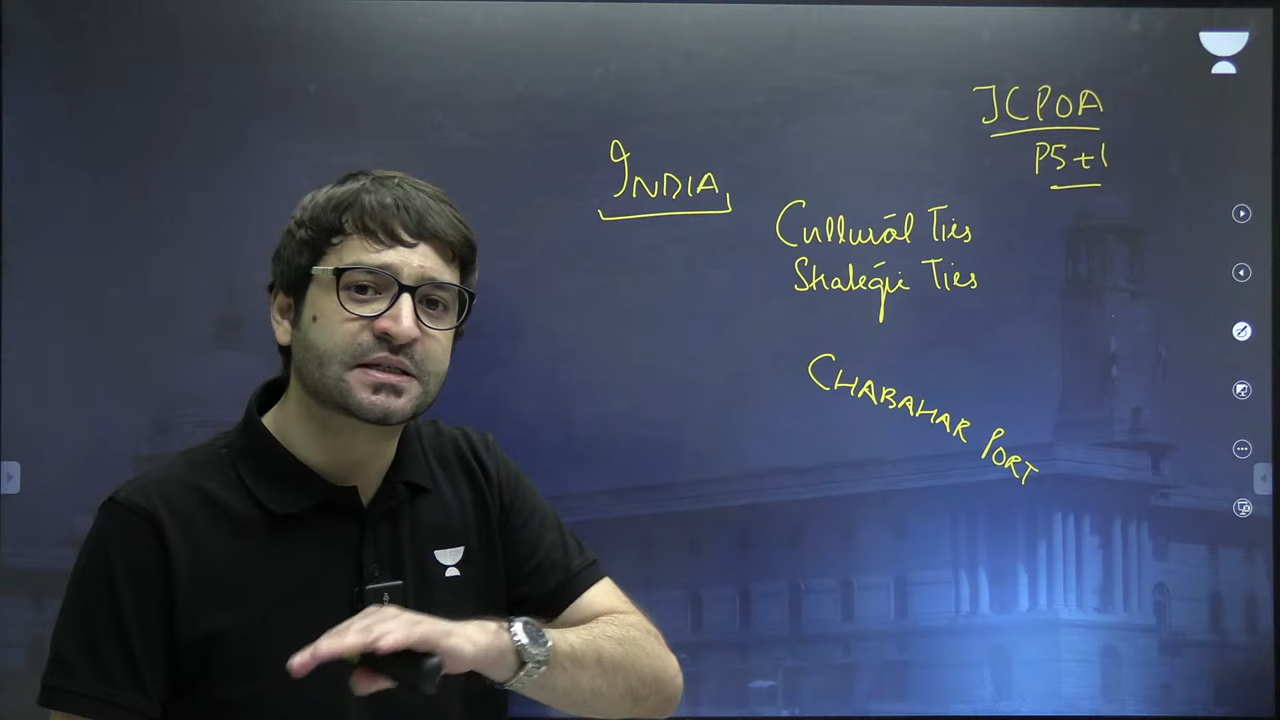 JCPOA
P5+1
INDIA
Cultural Ties
Strategic Ties
CHABAHAR PORT